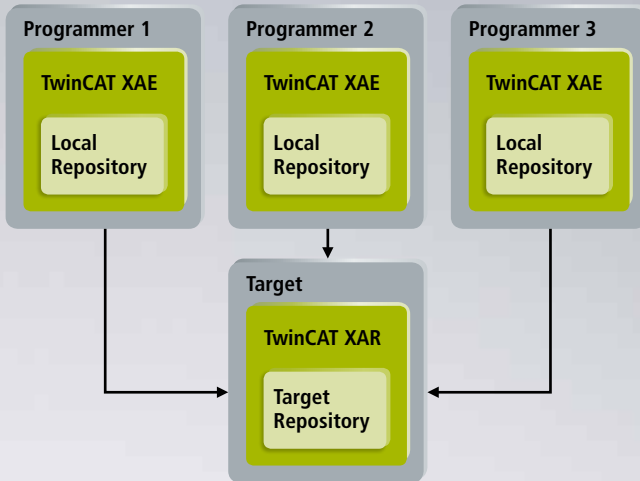 Programmer 1
TwinCAT XAE
Local
Repository
Programmer 2
TwinCAT XAE
Local
Repository
Programmer 3
TwinCAT XAE
Local
Repository
Target
TwinCAT XAR
Target
Repository